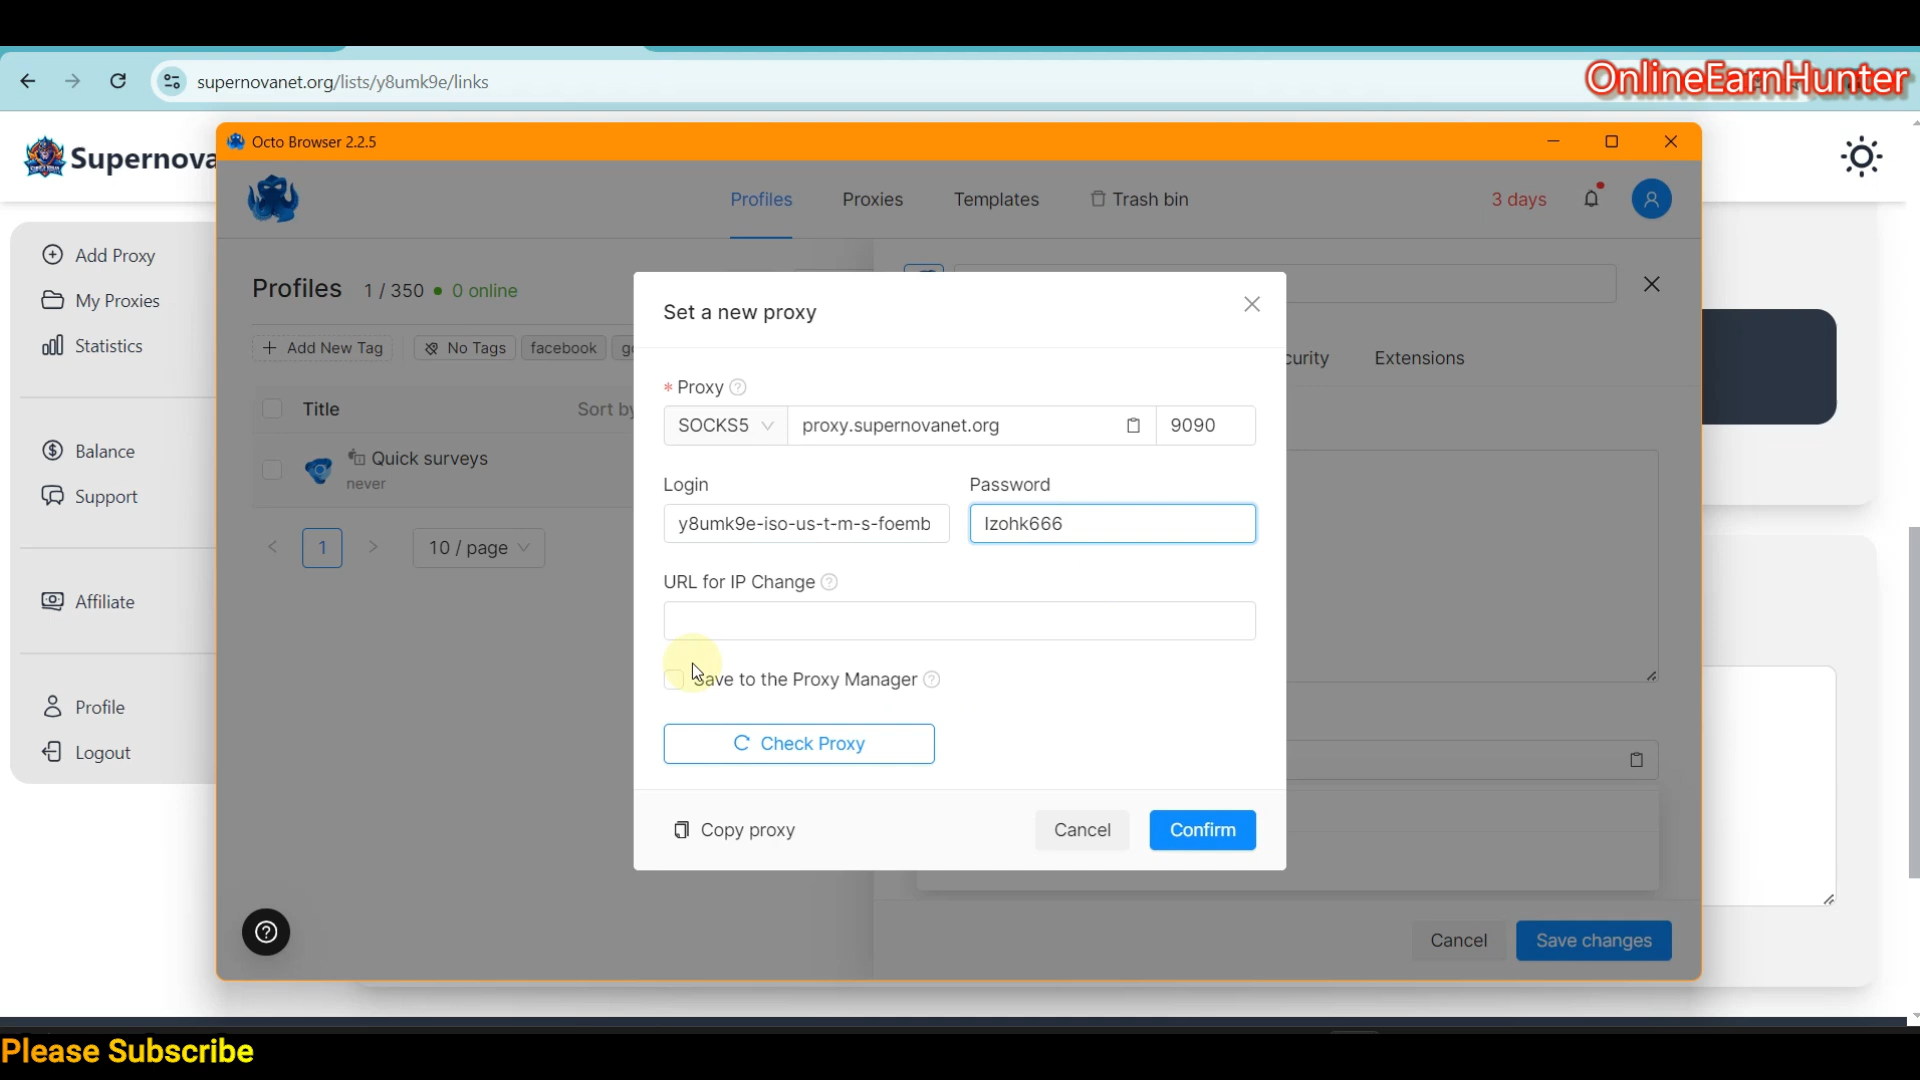 supernovanet.org/lists/y8umk9e/links
OnlineEarnHunter
Supernova
Octo Browser 2.2.5
Profiles
Proxies
Templates
Trash bin
3 days
Add Proxy
My Proxies
Statistics
Balance
Support
Affiliate
Profile
Logout
Profiles 1 / 350 0 online
Add New Tag
No Tags
facebook
Title
Sort by
Quick surveys
never
1
10 / page
Set a new proxy
* Proxy
SOCKS5
proxy.supernovanet.org
9090
Login
Password
y8umk9e-iso-us-t-m-s-foemb
lzohk666
URL for IP Change
Save to the Proxy Manager
Check Proxy
Copy proxy
Cancel
Confirm
Extensions
Cancel
Save changes
Please Subscribe